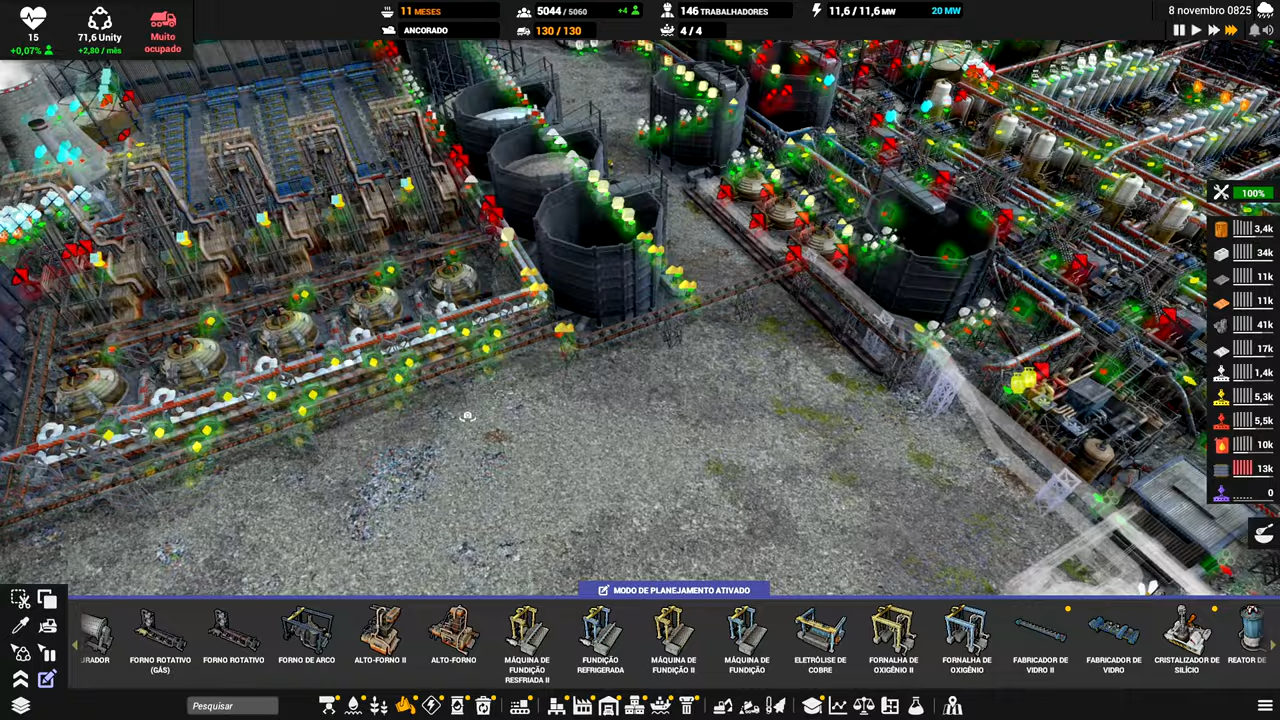 15
+0,07%
71,6 Unity
+2,80 / mês
Muito
ocupado
11 MESES
ANCORADO
5044 / 5060
+4
130 / 130
146 TRABALHADORES
4 / 4
11,6 / 11,6 MW
20 MW
8 novembro 0825
100%
3,4k
34k
11k
11k
41k
17k
1,4k
5,3k
5,5k
10k
13k
0
MODO DE PLANEJAMENTO ATIVADO
URADOR
FORNO ROTATIVO
(GÁS)
FORNO ROTATIVO
FORNO DE ARCO
ALTO-FORNO II
ALTO-FORNO
MÁQUINA DE
FUNDIÇÃO
RESFRIADA II
FUNDIÇÃO
REFRIGERADA
MÁQUINA DE
FUNDIÇÃO II
MÁQUINA DE
FUNDIÇÃO
ELETRÓLISE DE
COBRE
FORNALHA DE
OXIGÊNIO II
FORNALHA DE
OXIGÊNIO
FABRICADOR DE
VIDRO II
FABRICADOR DE
VIDRO
CRISTALIZADOR DE
SILÍCIO
REATOR DE
Pesquisar